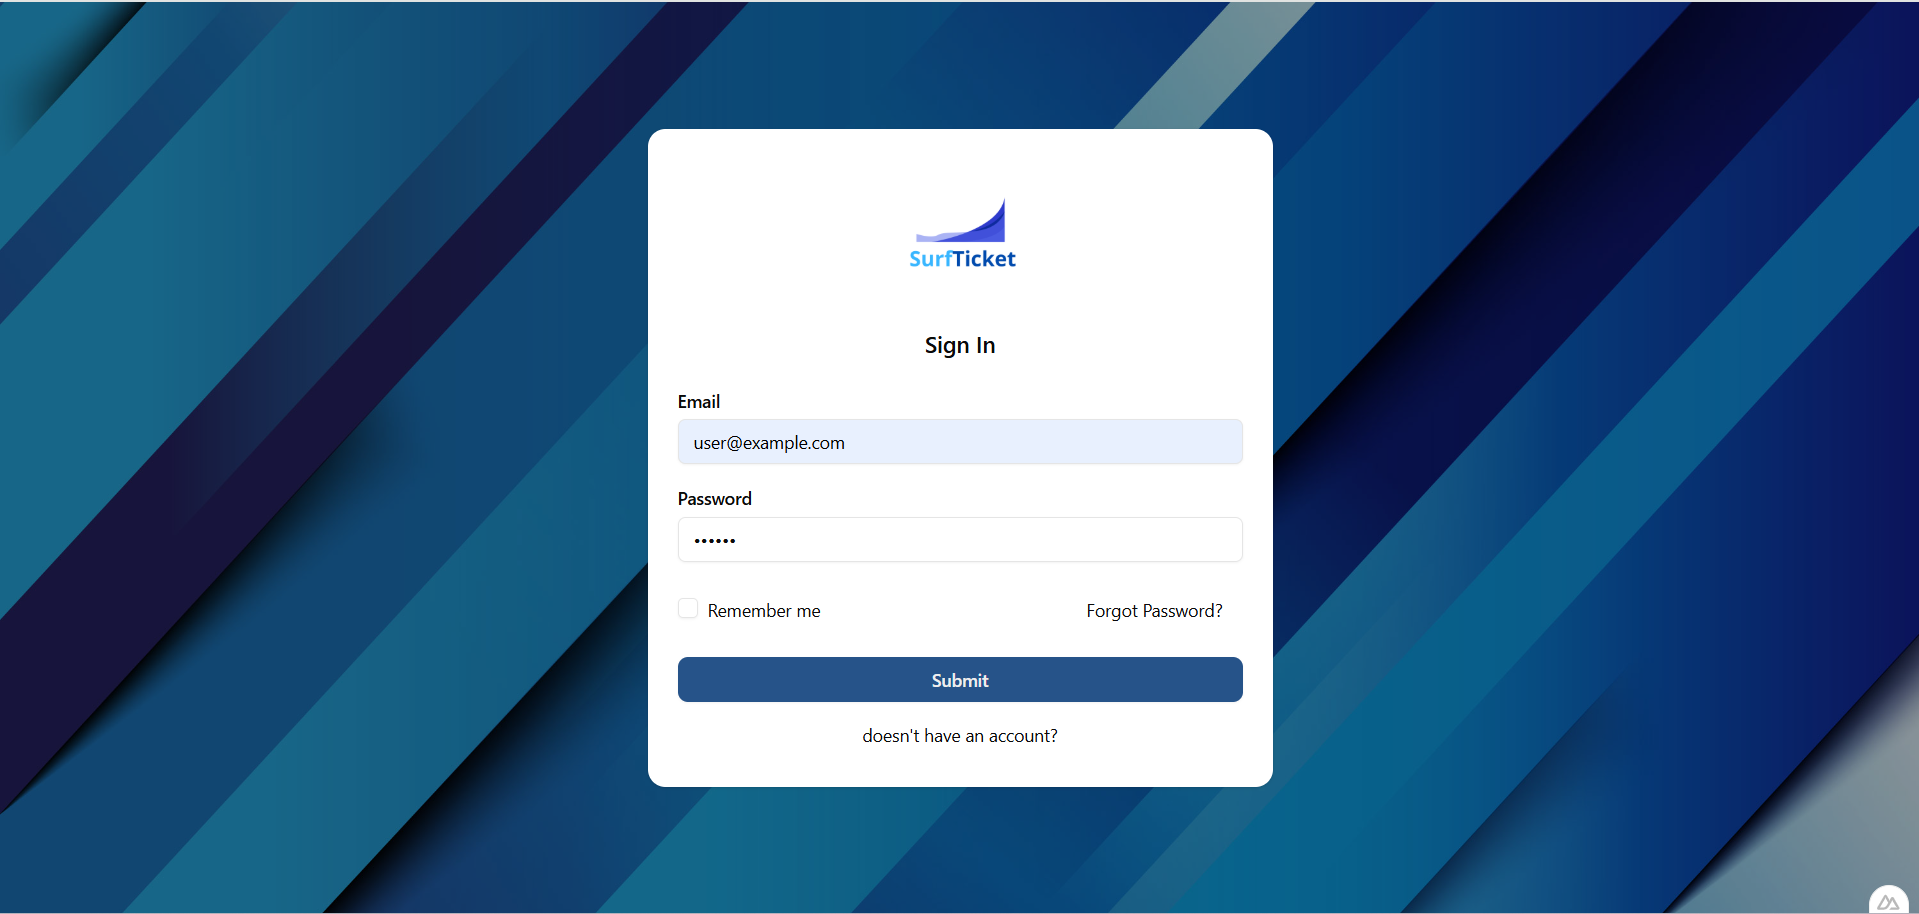 SurfTicket
Sign In
Email
user@example.com
Password
••••••
Remember me
Forgot Password?
Submit
doesn't have an account?